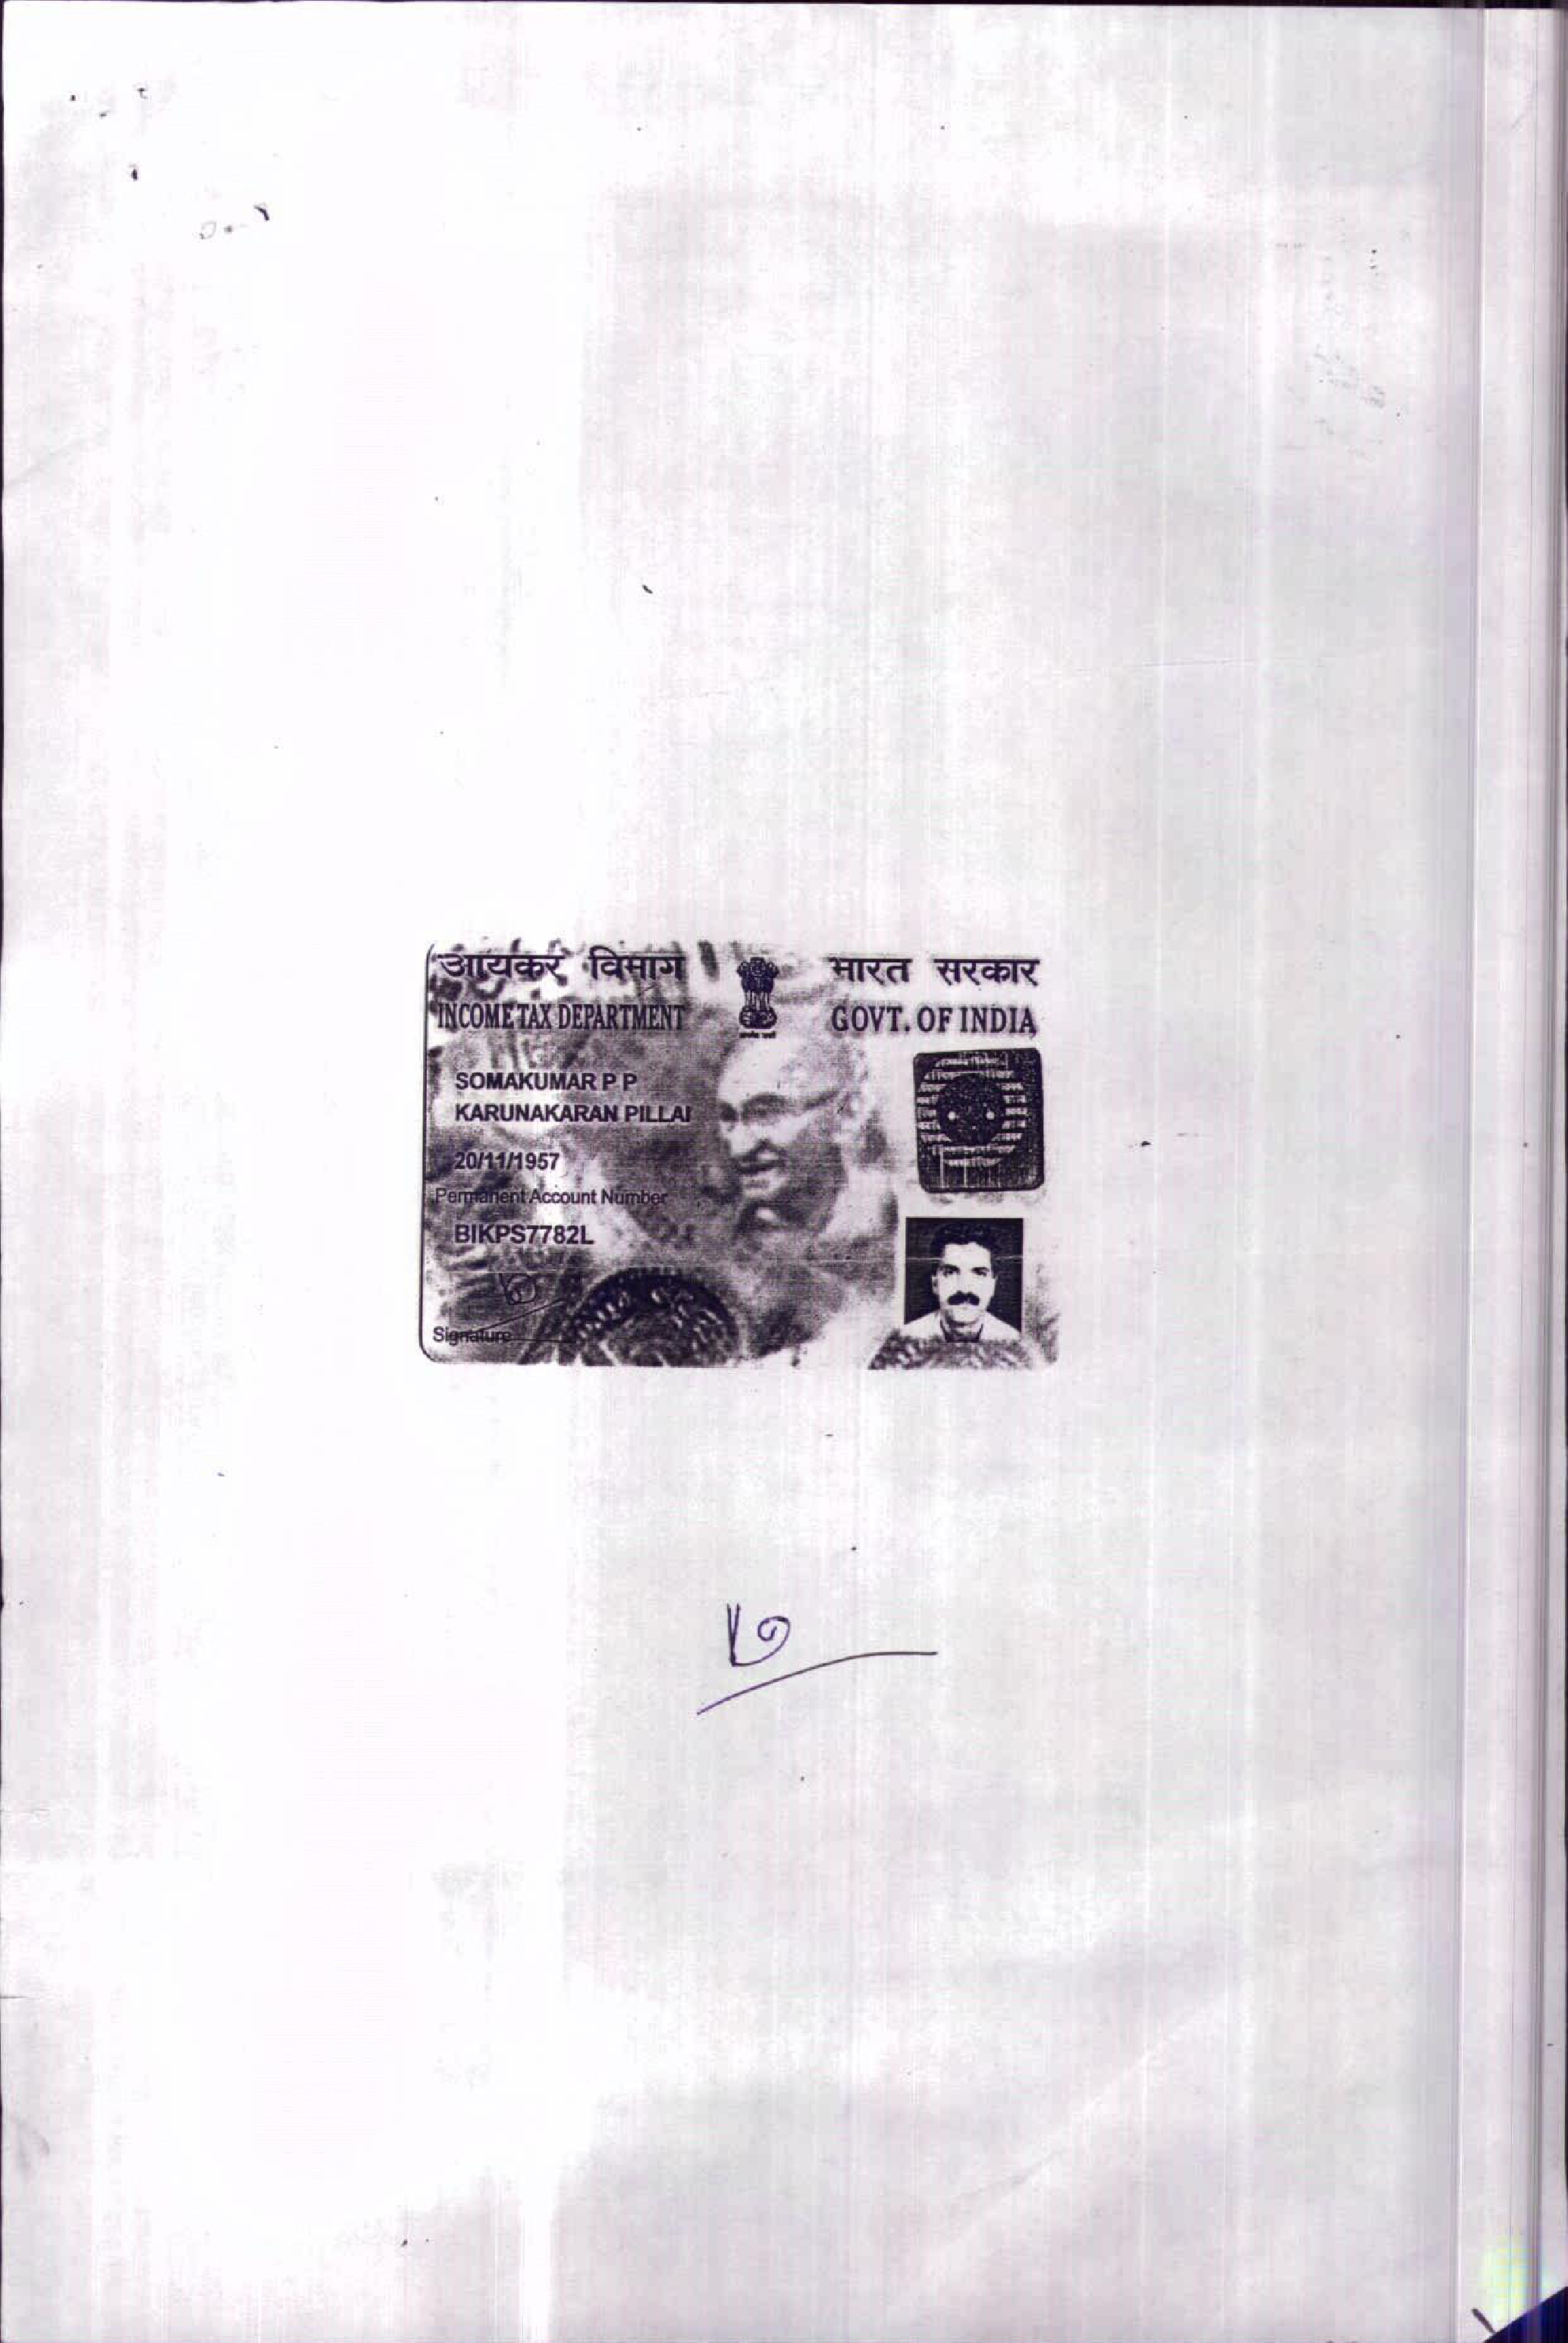 आयकर विभाग
INCOME TAX DEPARTMENT
भारत सरकार
GOVT. OF INDIA
SOMAKUMAR P P
KARUNAKARAN PILLAI
20/11/1957
Permanent Account Number
BIKPS7782L
Signature